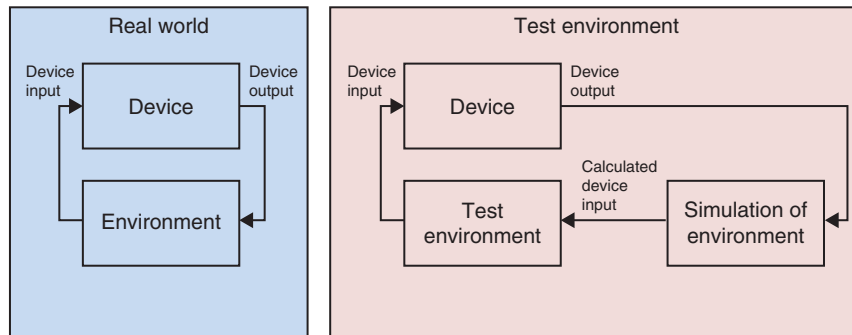 Real world
Device
input
Device
output
Device
Environment
Test environment
Device
input
Device
output
Device
Calculated
device
input
Test
environment
Simulation of
environment